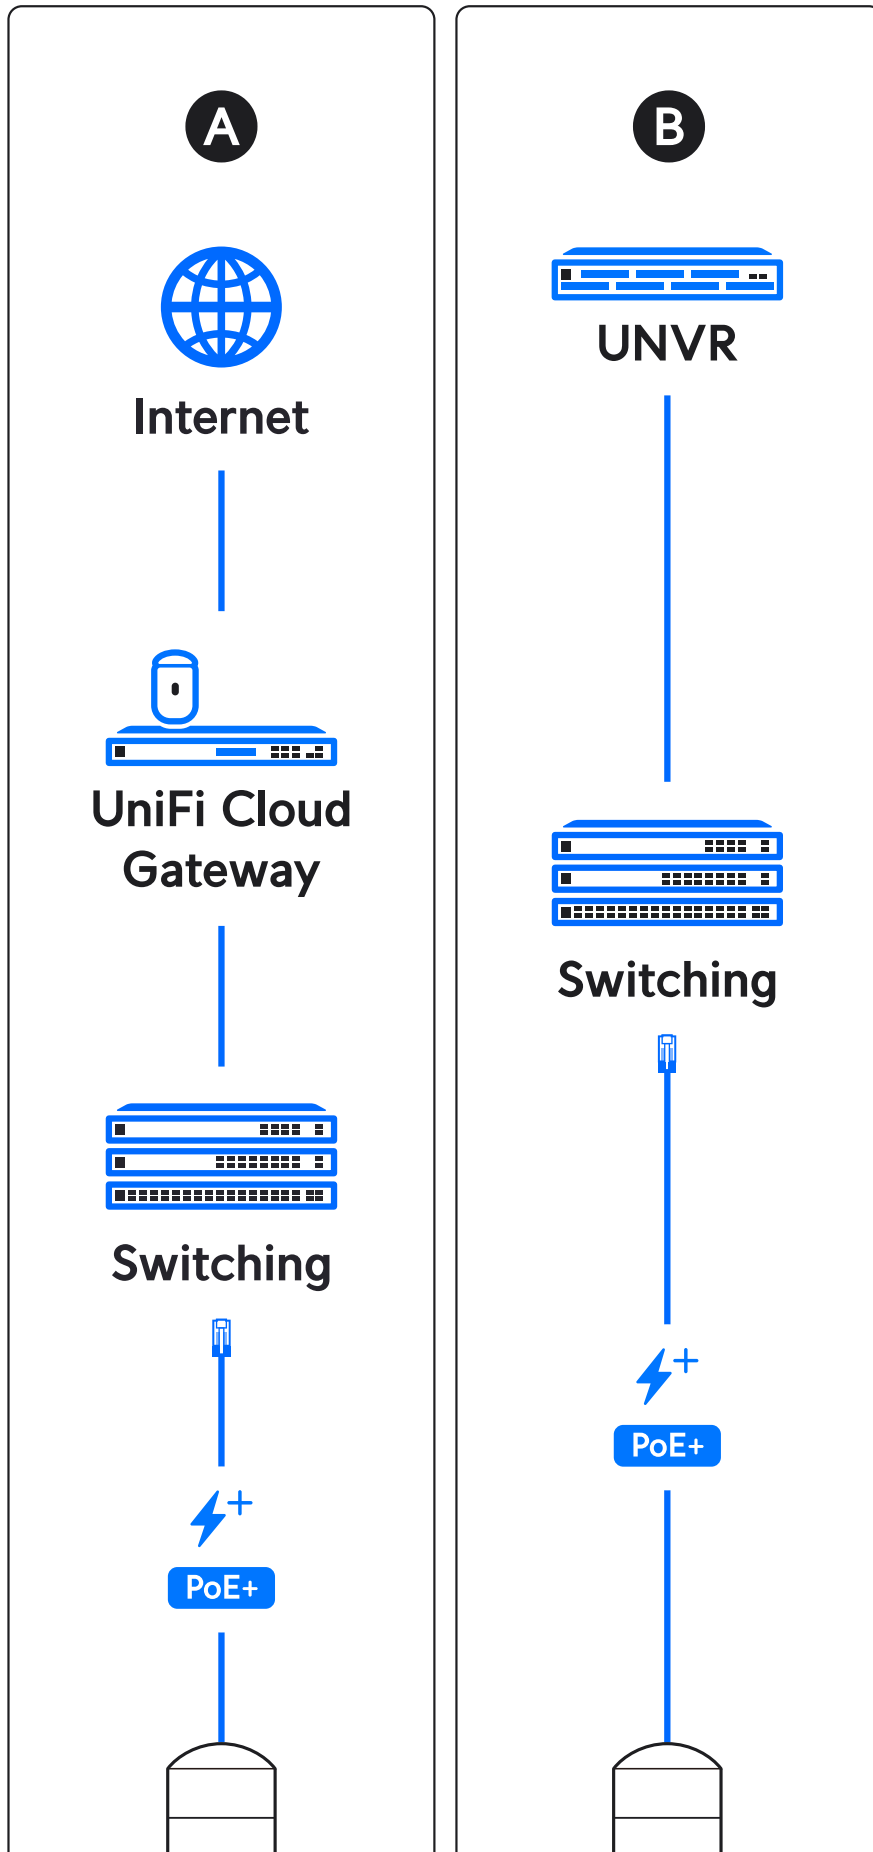 A
Internet
UniFi Cloud
Gateway
Switching
PoE+
B
UNVR
Switching
PoE+